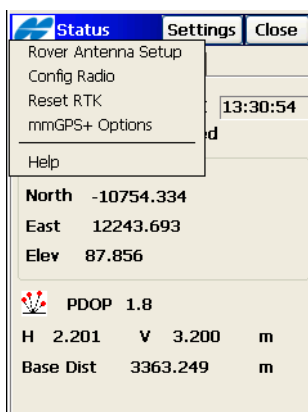 Status Settings Close
Rover Antenna Setup
Config Radio
Reset RTK 13:30:54
mmGPS+ Options
Help
North -10754.334
East 12243.693
Elev 87.856
PDOP 1.8
H 2.201 V 3.200 m
Base Dist 3363.249 m